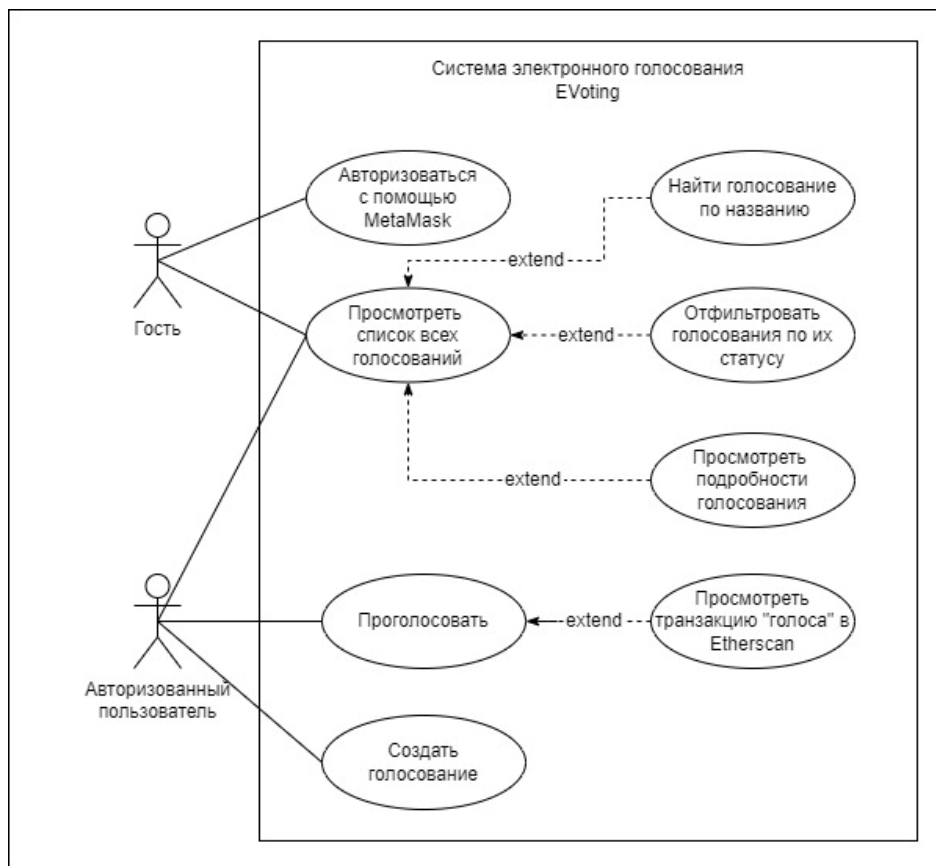 Система электронного голосования
EVoting
Авторизоваться
с помощью
MetaMask
Найти голосование
по названию
extend
Гость
Просмотреть
список всех
голосований
extend
Отфильтровать
голосования по их
статусу
extend
Просмотреть
подробности
голосования
Проголосовать
extend
Просмотреть
транзакцию "голоса" в
Etherscan
Авторизованный
пользователь
Создать
голосование